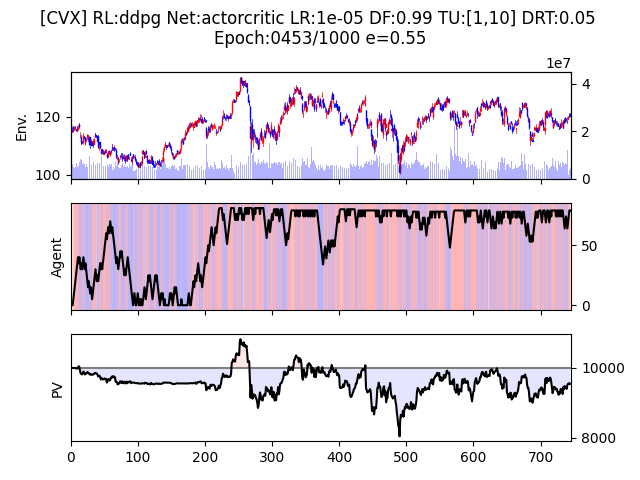 [CVX] RL:ddpg Net:actorcritic LR:1e-05 DF:0.99 TU:[1,10] DRT:0.05
Epoch:0453/1000 e=0.55
1e7
Env.
120
100
4
2
0
Agent
50
0
PV
10000
8000
0 100 200 300 400 500 600 700